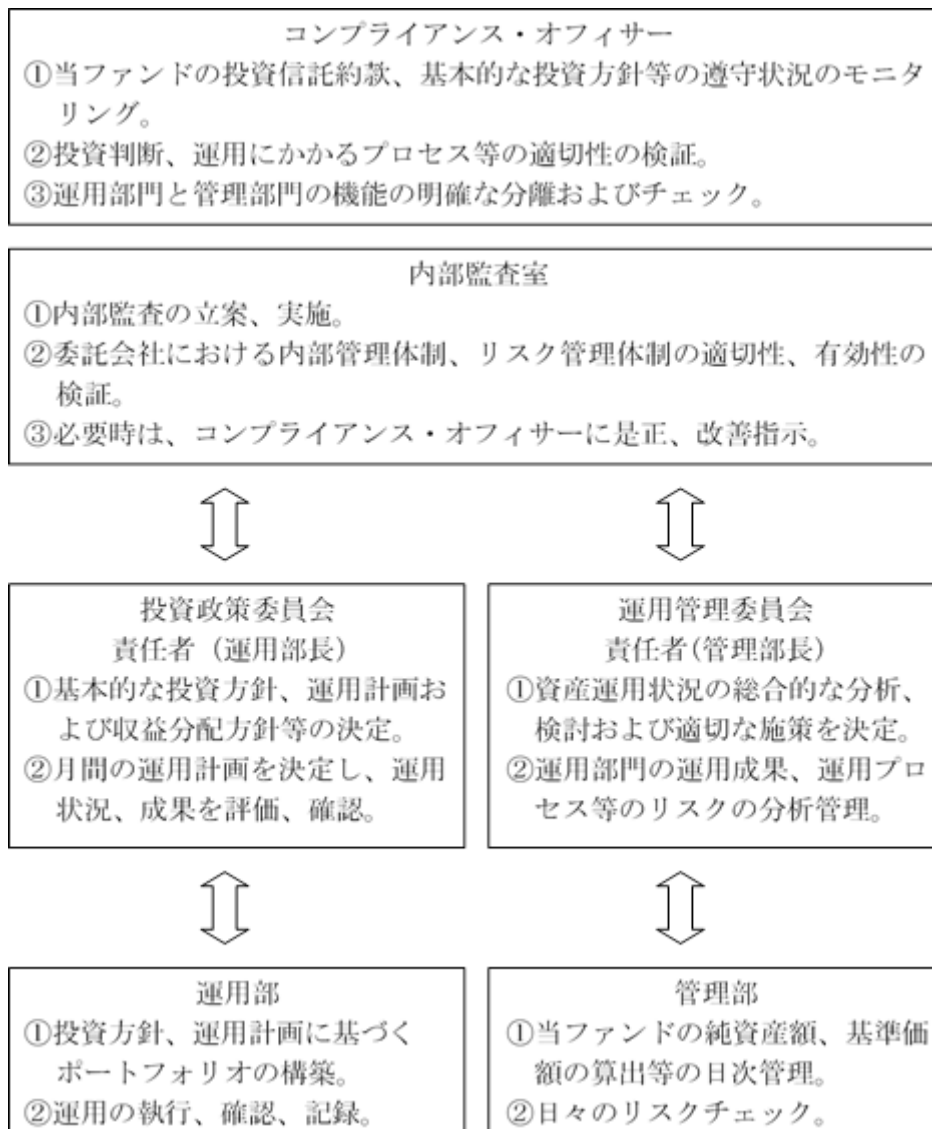 コンプライアンス・オフィサー
①当ファンドの投資信託約款、基本的な投資方針等の遵守状況のモニタ
リング。
②投資判断、運用にかかるプロセス等の適切性の検証。
③運用部門と管理部門の機能の明確な分離およびチェック。
内部監査室
①内部監査の立案、実施。
②委託会社における内部管理体制、リスク管理体制の適切性、有効性の
検証。
③必要時は、コンプライアンス・オフィサーに是正、改善指示。
投資政策委員会
責任者（運用部長）
①基本的な投資方針、運用計画お
よび収益分配方針等の決定。
②月間の運用計画を決定し、運用
状況、成果を評価、確認。
運用管理委員会
責任者(管理部長)
①資産運用状況の総合的な分析、
検討および適切な施策を決定。
②運用部門の運用成果、運用プロ
セス等のリスクの分析管理。
運用部
①投資方針、運用計画に基づく
ポートフォリオの構築。
②運用の執行、確認、記録。
管理部
①当ファンドの純資産額、基準価
額の算出等の日次管理。
②日々のリスクチェック。